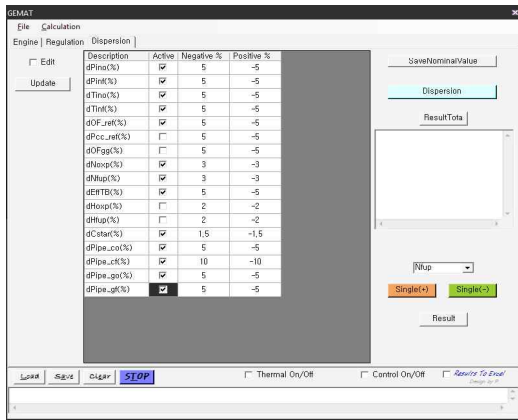 GEMAT
File Calculation
Engine Regulation Dispersion
Edit
Update
Description Active Negative % Positive %
dPino(%) 5 -5
dPinf(%) 5 -5
dTino(%) 5 -5
dTinf(%) 5 -5
dOF_ref(%) 5 -5
dPcc_ref(%) 5 -5
dOFgg(%) 5 -5
dNoxp(%) 3 -3
dNfup(%) 3 -3
dEffTB(%) 5 -5
dHoxp(%) 2 -2
dHfup(%) 2 -2
dCstar(%) 1.5 -1.5
dPipe_co(%) 5 -5
dPipe_cf(%) 10 -10
dPipe_go(%) 5 -5
dPipe_gf(%) 5 -5
SaveNominalValue
Dispersion
ResultTota
Nfup
Single(+) Single(-)
Result
Load Save Clear STOP
Thermal On/Off Control On/Off Results To Excel